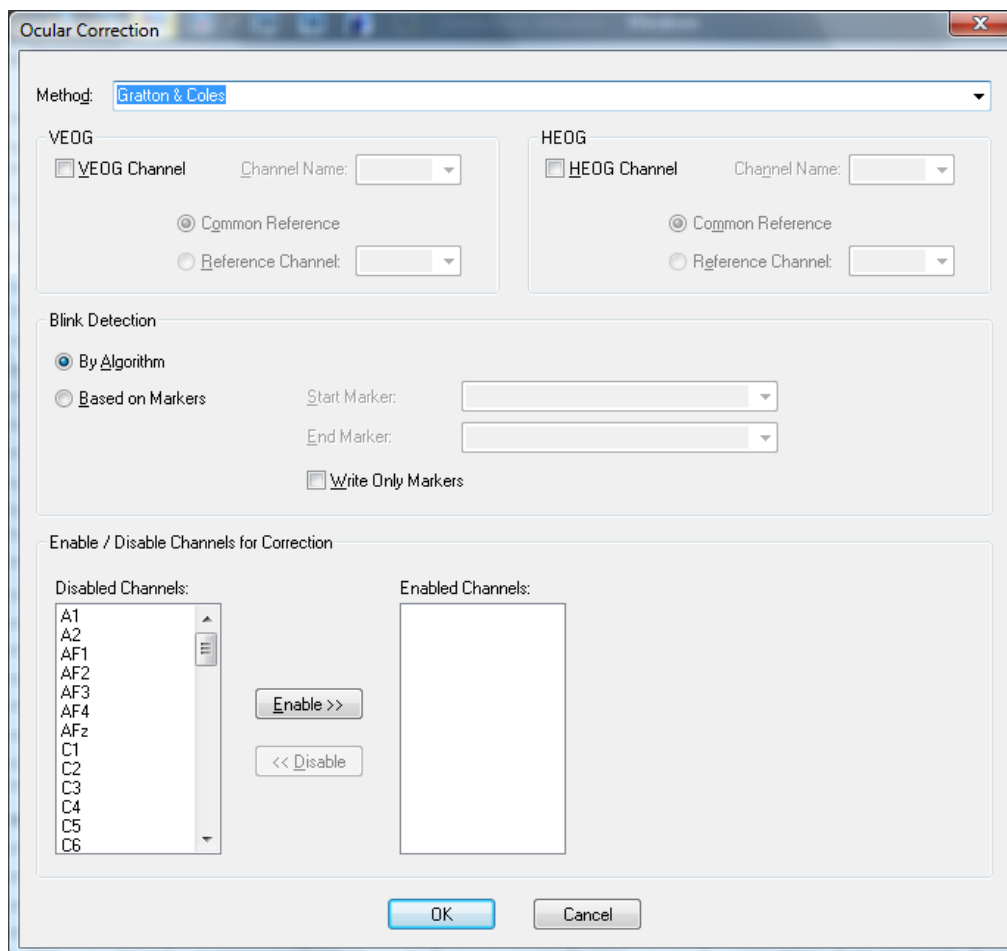 Ocular Correction
Method: Gratton & Coles
VEOG
VEOG Channel Channel Name:
Common Reference
Reference Channel:
HEOG
HEOG Channel Channel Name:
Common Reference
Reference Channel:
Blink Detection
By Algorithm
Based on Markers Start Marker:
End Marker:
Write Only Markers
Enable / Disable Channels for Correction
Disabled Channels:
A1
A2
AF1
AF2
AF3
AF4
AFz
C1
C2
C3
C4
C5
C6
Enable >>
<< Disable
Enabled Channels:
OK Cancel